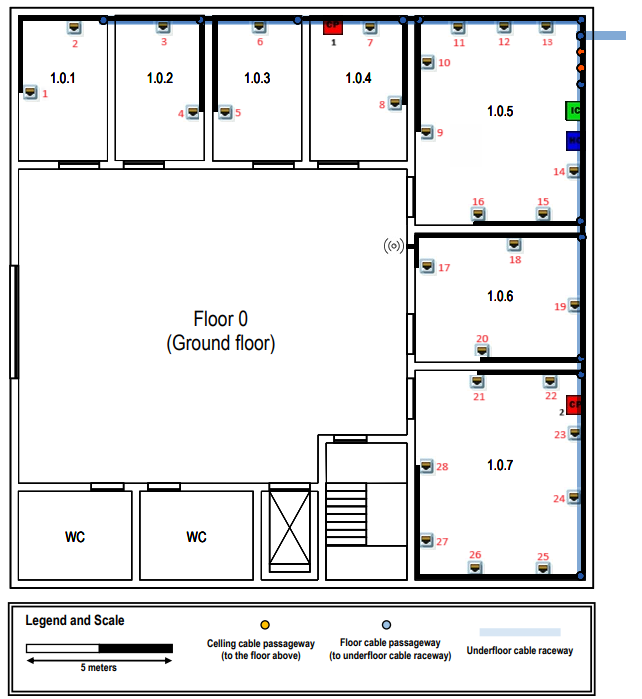 CP
1
2
3
6
7
11
12
13
1.0.1
1.0.2
1.0.3
1.0.4
10
1.0.5
1
4
5
8
9
IC
14
16
15
17
18
1.0.6
19
20
Floor 0
(Ground floor)
21
22
CP
2
23
28
1.0.7
24
WC
WC
27
26
25
Legend and Scale
5 meters
Celling cable passageway
(to the floor above)
Floor cable passageway
(to underfloor cable raceway)
Underfloor cable raceway